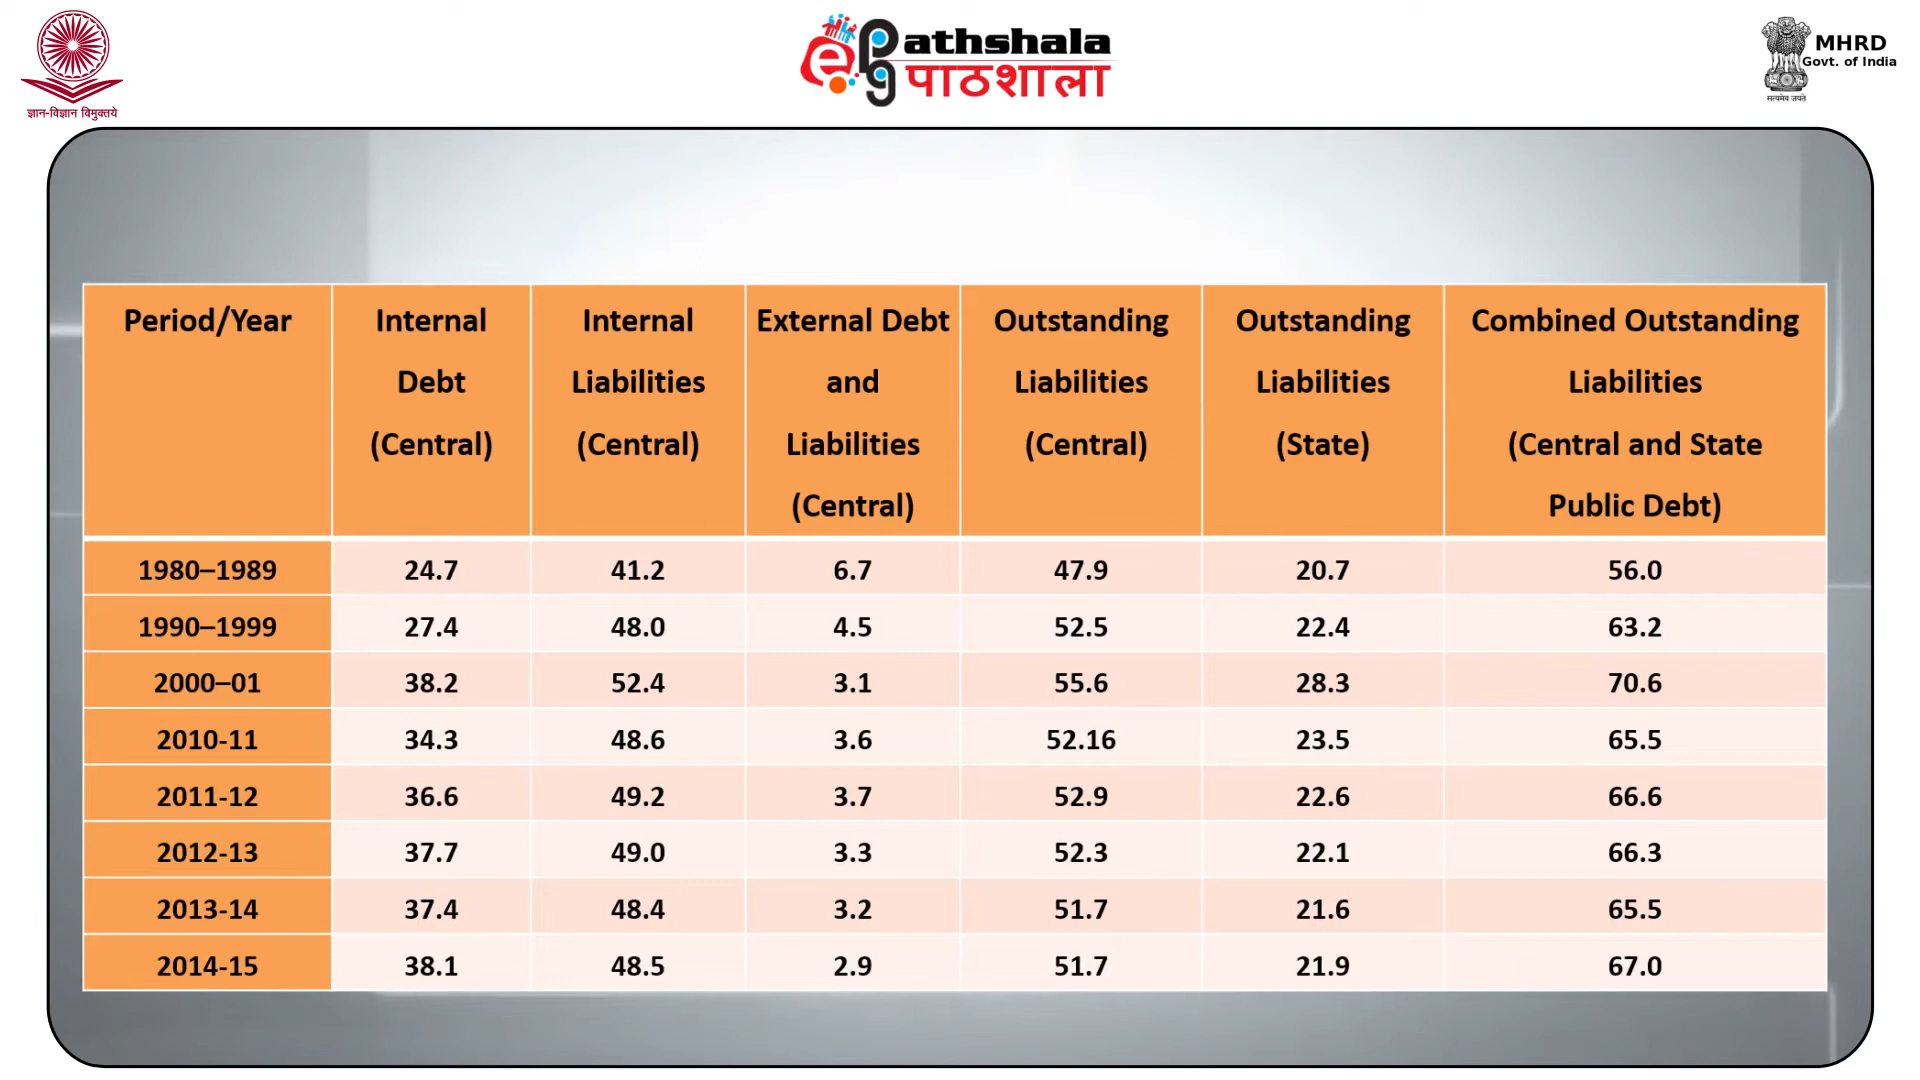 ज्ञान-विज्ञान विमुक्तये
e pg athshala
पाठशाला
MHRD
Govt. of India
सत्यमेव जयते
Period/Year Internal Debt (Central) Internal Liabilities (Central) External Debt and Liabilities (Central) Outstanding Liabilities (Central) Outstanding Liabilities (State) Combined Outstanding Liabilities (Central and State Public Debt)
1980–1989 24.7 41.2 6.7 47.9 20.7 56.0
1990–1999 27.4 48.0 4.5 52.5 22.4 63.2
2000–01 38.2 52.4 3.1 55.6 28.3 70.6
2010-11 34.3 48.6 3.6 52.16 23.5 65.5
2011-12 36.6 49.2 3.7 52.9 22.6 66.6
2012-13 37.7 49.0 3.3 52.3 22.1 66.3
2013-14 37.4 48.4 3.2 51.7 21.6 65.5
2014-15 38.1 48.5 2.9 51.7 21.9 67.0